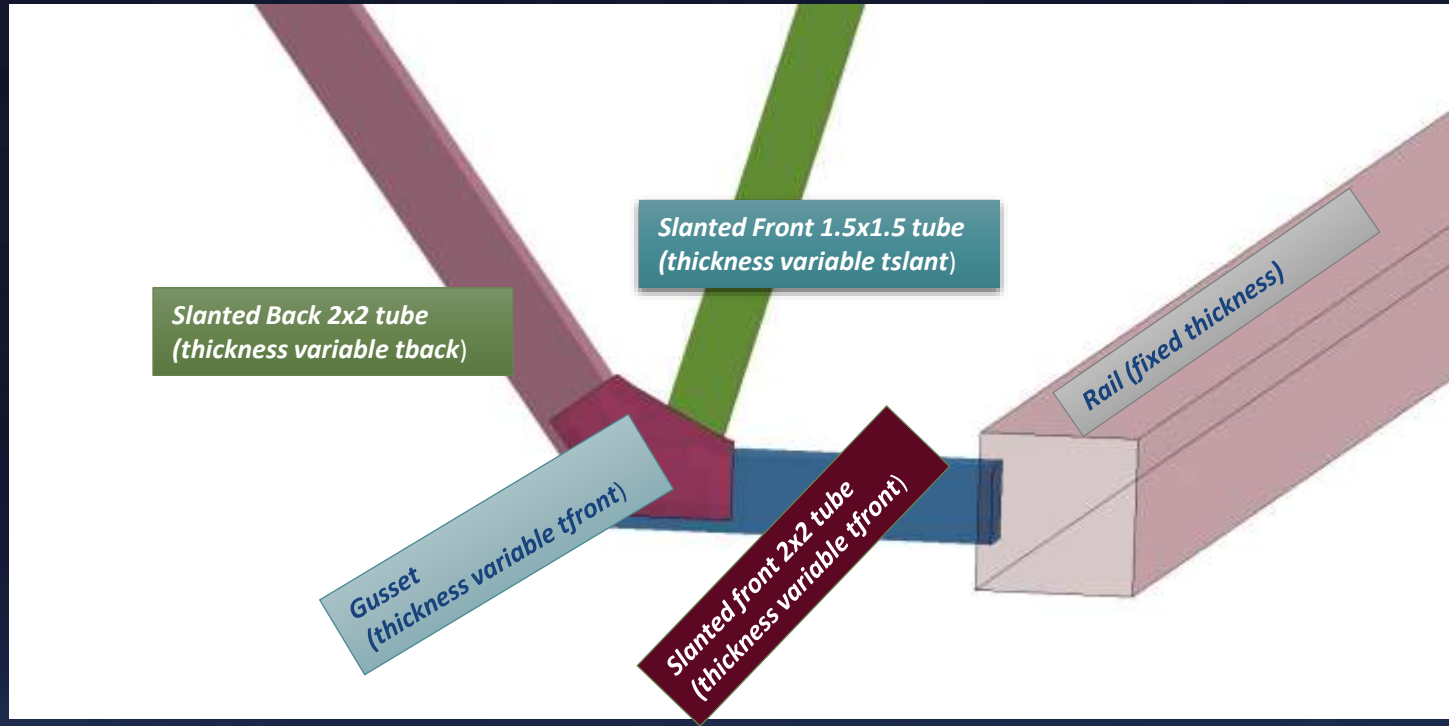 Slanted Front 1.5x1.5 tube
(thickness variable tslant)
Slanted Back 2x2 tube
(thickness variable tback)
Rail (fixed thickness)
Gusset
(thickness variable tfront)
Slanted front 2x2 tube
(thickness variable tfront)